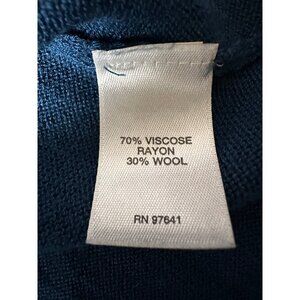 70% VISCOSE
RAYON
30% WOOL
RN 97641